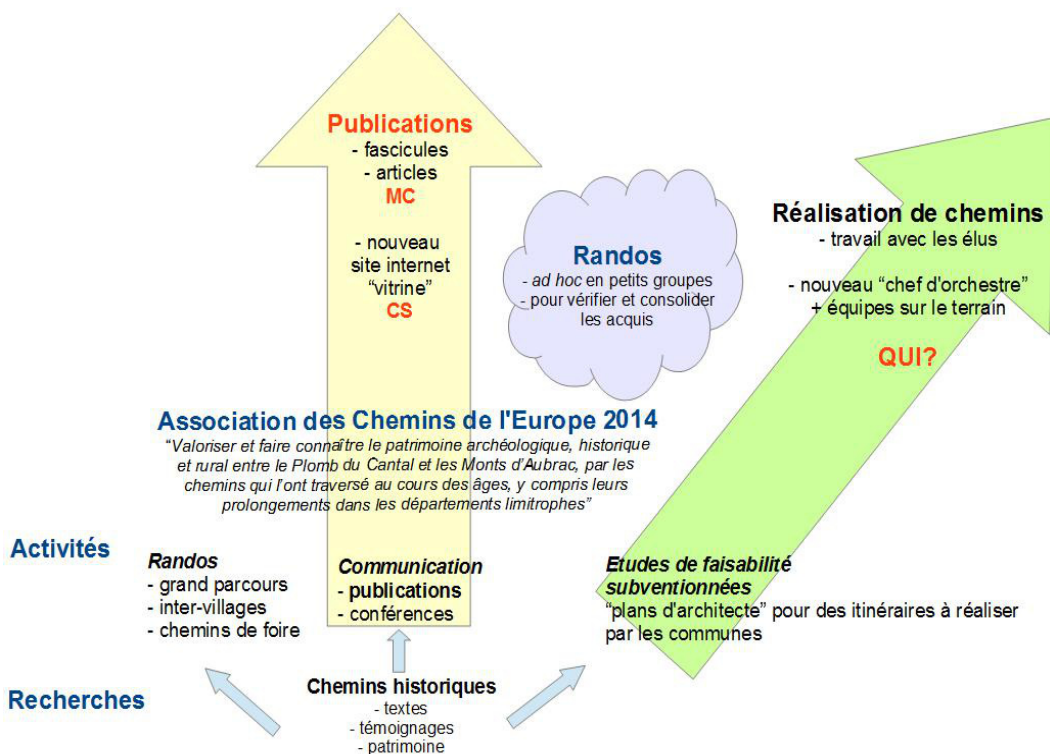 Publications
- fascicules
- articles
MC
- nouveau
site internet
“vitrine”
CS
Randos
- ad hoc en petits groupes
- pour vérifier et consolider
les acquis
Réalisation de chemins
- travail avec les élus
- nouveau “chef d'orchestre”
+ équipes sur le terrain
QUI?
Association des Chemins de l'Europe 2014
“Valoriser et faire connaître le patrimoine archéologique, historique
et rural entre le Plomb du Cantal et les Monts d’Aubrac, par les
chemins qui l’ont traversé au cours des âges, y compris leurs
prolongements dans les départements limitrophes”
Activités
Randos
- grand parcours
- inter-villages
- chemins de foire
Communication
- publications
- conférences
Etudes de faisabilité
subventionnées
“plans d'architecte” pour des itinéraires à réaliser
par les communes
Recherches
Chemins historiques
- textes
- témoignages
- patrimoine